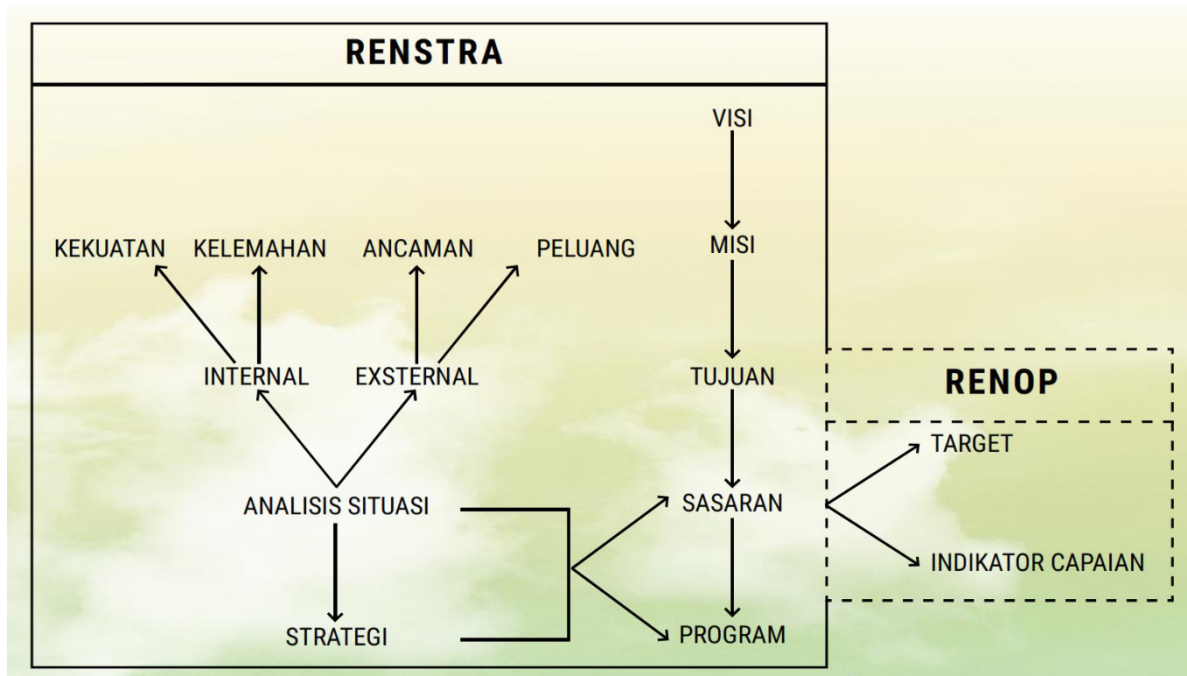 RENSTRA
VISI
KEKUATAN
KELEMAHAN
ANCAMAN
PELUANG
MISI
INTERNAL
EXSTERNAL
TUJUAN
RENOP
TARGET
ANALISIS SITUASI
SASARAN
INDIKATOR CAPAIAN
STRATEGI
PROGRAM